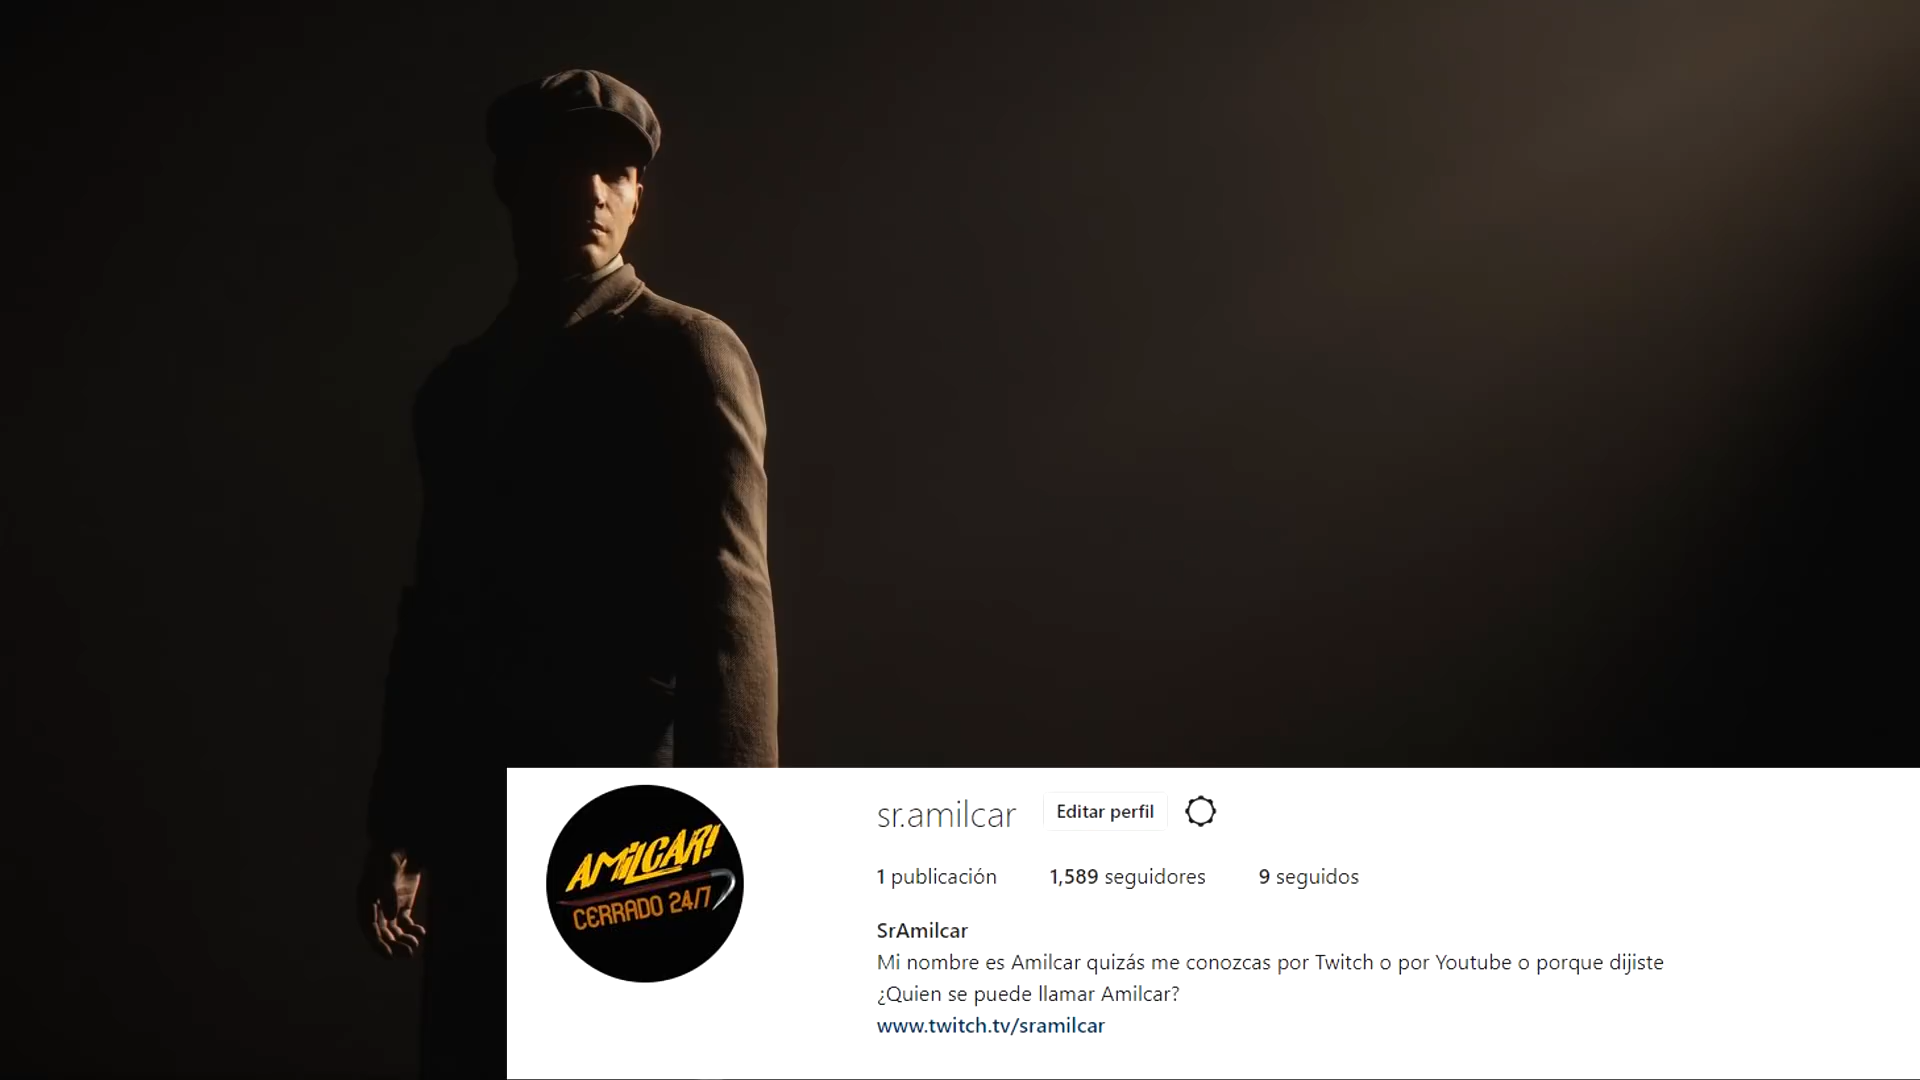 AMiLCAR!
CERRADO 24/7
sr.amilcar Editar perfil
1 publicación 1,589 seguidores 9 seguidos
SrAmilcar
Mi nombre es Amilcar quizás me conozcas por Twitch o por Youtube o porque dijiste
¿Quien se puede llamar Amilcar?
www.twitch.tv/sramilcar